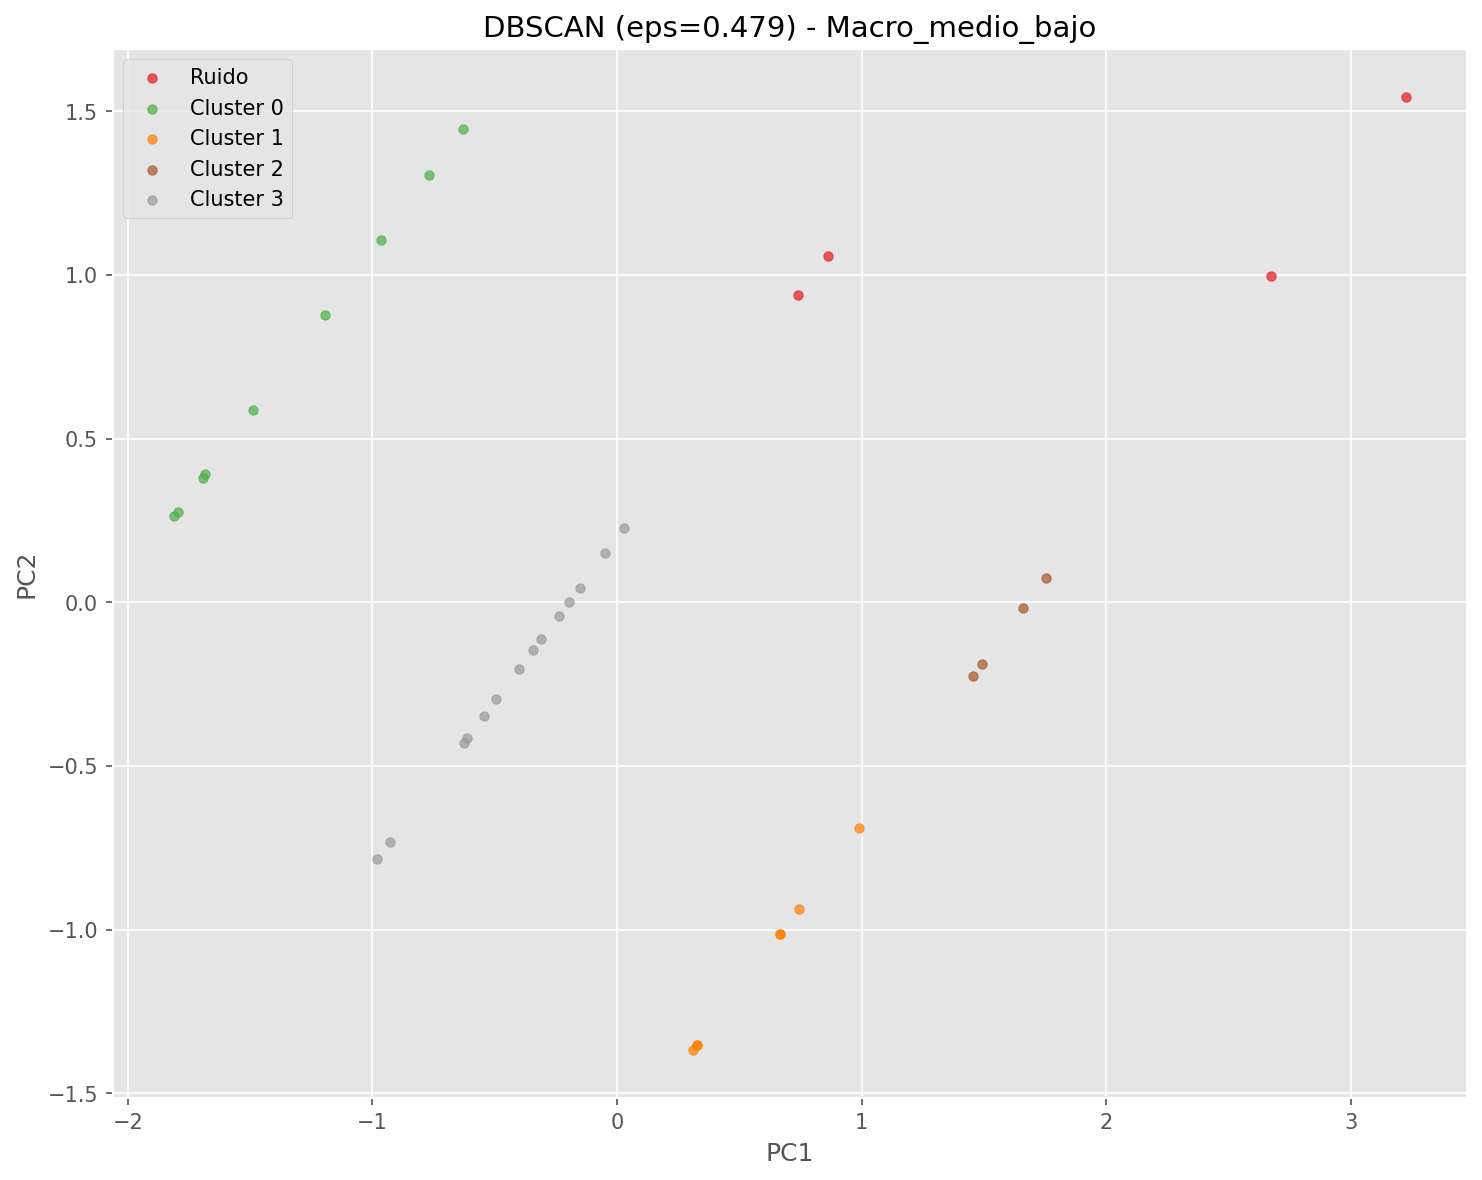 DBSCAN (eps=0.479) - Macro_medio_bajo
Ruido
Cluster 0
Cluster 1
Cluster 2
Cluster 3
1.5
1.0
0.5
0.0
−0.5
−1.0
−1.5
PC2
−2
−1
0
1
2
3
PC1